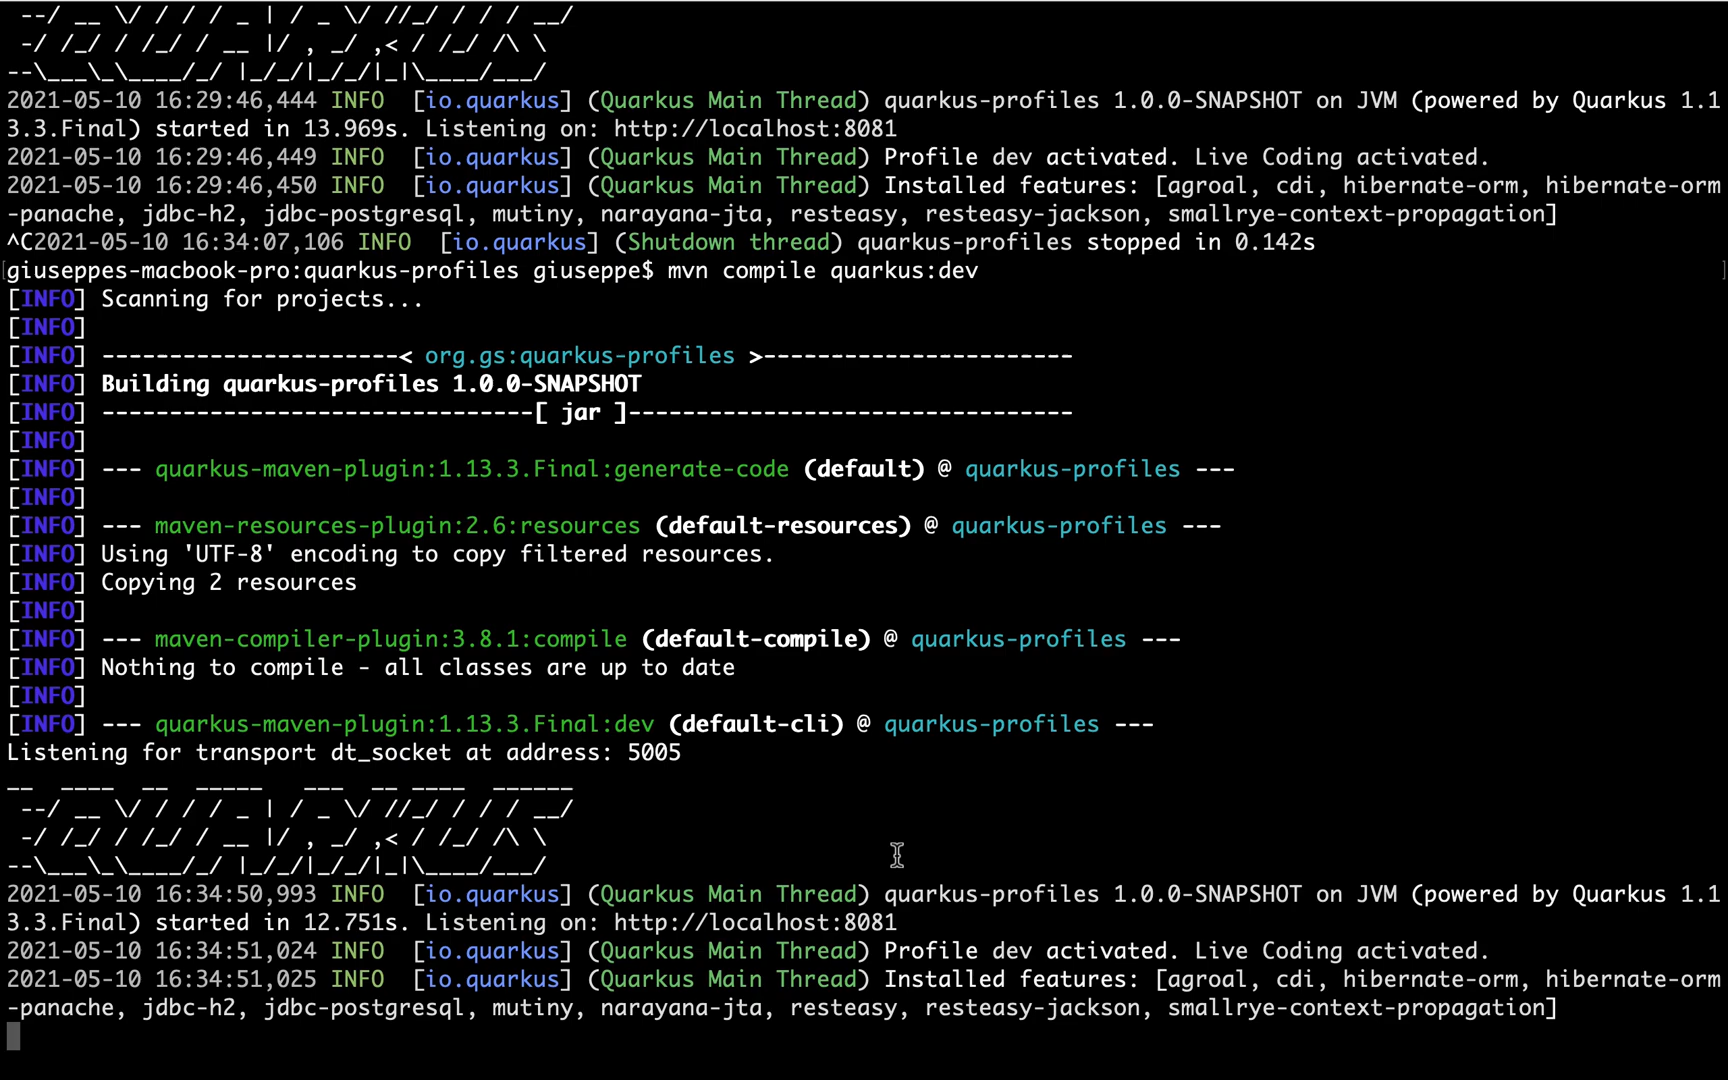 --/ __ \/ / / / _ | / _ \/ //_/ / / / __/
-/ /_/ / /_/ / __ |/ , _/ ,< / /_/ /\ \
--\___\_\____/_/ |_/_/|_/_/|_|\____/___/
2021-05-10 16:29:46,444 INFO  [io.quarkus] (Quarkus Main Thread) quarkus-profiles 1.0.0-SNAPSHOT on JVM (powered by Quarkus 1.1
3.3.Final) started in 13.969s. Listening on: http://localhost:8081
2021-05-10 16:29:46,449 INFO  [io.quarkus] (Quarkus Main Thread) Profile dev activated. Live Coding activated.
2021-05-10 16:29:46,450 INFO  [io.quarkus] (Quarkus Main Thread) Installed features: [agroal, cdi, hibernate-orm, hibernate-orm
-panache, jdbc-h2, jdbc-postgresql, mutiny, narayana-jta, resteasy, resteasy-jackson, smallrye-context-propagation]
^C2021-05-10 16:34:07,106 INFO  [io.quarkus] (Shutdown thread) quarkus-profiles stopped in 0.142s
giuseppes-macbook-pro:quarkus-profiles giuseppe$ mvn compile quarkus:dev
[INFO] Scanning for projects...
[INFO]
[INFO] ----------------------< org.gs:quarkus-profiles >-----------------------
[INFO] Building quarkus-profiles 1.0.0-SNAPSHOT
[INFO] --------------------------------[ jar ]---------------------------------
[INFO]
[INFO] --- quarkus-maven-plugin:1.13.3.Final:generate-code (default) @ quarkus-profiles ---
[INFO]
[INFO] --- maven-resources-plugin:2.6:resources (default-resources) @ quarkus-profiles ---
[INFO] Using 'UTF-8' encoding to copy filtered resources.
[INFO] Copying 2 resources
[INFO]
[INFO] --- maven-compiler-plugin:3.8.1:compile (default-compile) @ quarkus-profiles ---
[INFO] Nothing to compile - all classes are up to date
[INFO]
[INFO] --- quarkus-maven-plugin:1.13.3.Final:dev (default-cli) @ quarkus-profiles ---
Listening for transport dt_socket at address: 5005
__  ____  __  _____   ___  __ ____  ______
--/ __ \/ / / / _ | / _ \/ //_/ / / / __/
-/ /_/ / /_/ / __ |/ , _/ ,< / /_/ /\ \
--\___\_\____/_/ |_/_/|_/_/|_|\____/___/
2021-05-10 16:34:50,993 INFO  [io.quarkus] (Quarkus Main Thread) quarkus-profiles 1.0.0-SNAPSHOT on JVM (powered by Quarkus 1.1
3.3.Final) started in 12.751s. Listening on: http://localhost:8081
2021-05-10 16:34:51,024 INFO  [io.quarkus] (Quarkus Main Thread) Profile dev activated. Live Coding activated.
2021-05-10 16:34:51,025 INFO  [io.quarkus] (Quarkus Main Thread) Installed features: [agroal, cdi, hibernate-orm, hibernate-orm
-panache, jdbc-h2, jdbc-postgresql, mutiny, narayana-jta, resteasy, resteasy-jackson, smallrye-context-propagation]